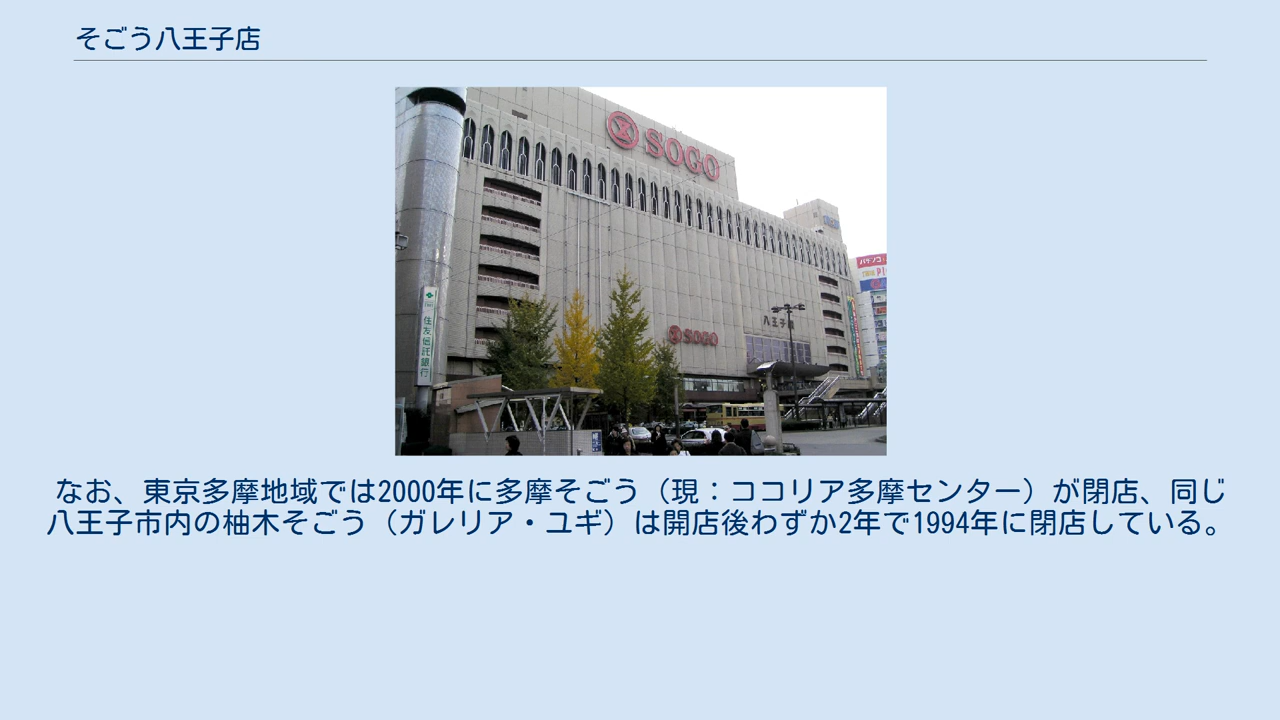 そごう八王子店
SOGO
パチンコ
住友信託銀行
SOGO
八王子店
なお、東京多摩地域では2000年に多摩そごう（現：ココリア多摩センター）が閉店、同じ
八王子市内の柚木そごう（ガレリア・ユギ）は開店後わずか2年で1994年に閉店している。